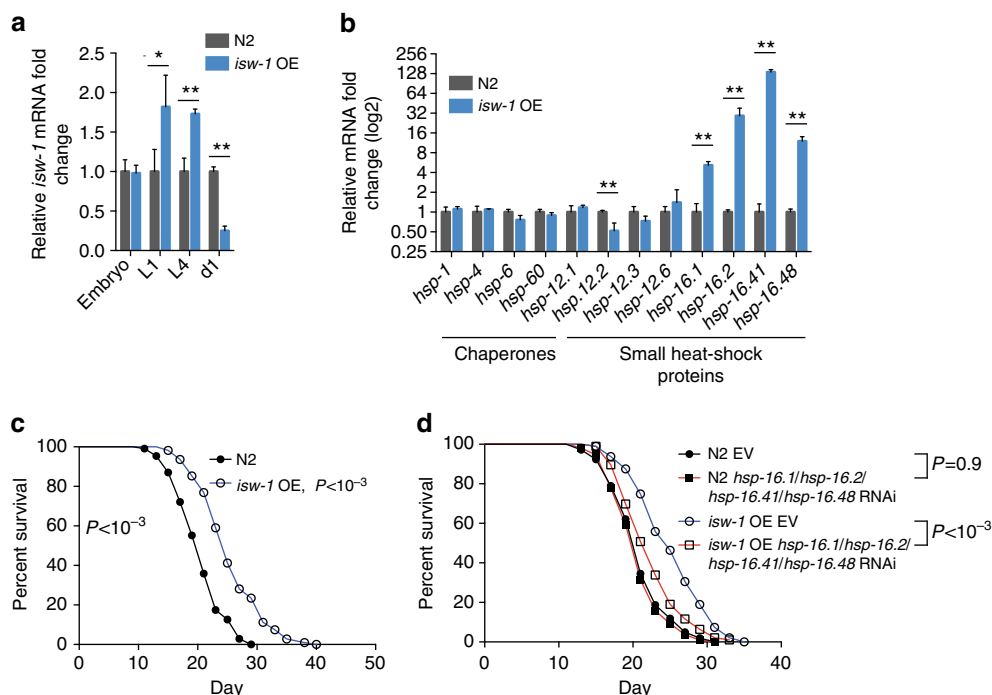 a
N2
isw-1 OE
Relative isw-1 mRNA fold
change
2.5
2.0
1.5
1.0
0.5
0.0
*
**
**
Embryo
L1
L4
d1
b
N2
isw-1 OE
Relative mRNA fold
change (log2)
256
128
64
32
16
8
4
2
1
0.50
0.25
**
**
**
**
**
hsp-1
hsp-4
hsp-6
hsp-60
hsp-12.1
hsp.12.2
hsp-12.3
hsp-12.6
hsp-16.1
hsp-16.2
hsp-16.41
hsp-16.48
Chaperones
Small heat-shock
proteins
c
Percent survival
100
80
60
40
20
0
N2
isw-1 OE, P<10⁻³
P<10⁻³
0
10
20
30
40
50
Day
d
Percent survival
100
80
60
40
20
0
N2 EV
N2 hsp-16.1/hsp-16.2/
hsp-16.41/hsp-16.48 RNAi
P=0.9
isw-1 OE EV
isw-1 OE hsp-16.1/hsp-16.2/
hsp-16.41/hsp-16.48 RNAi
P<10⁻³
0
10
20
30
40
Day